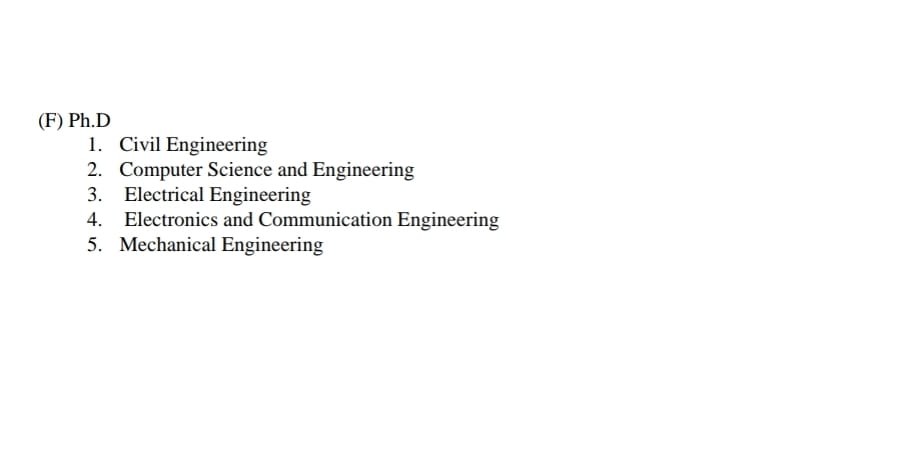 (F) Ph.D
1. Civil Engineering
2. Computer Science and Engineering
3. Electrical Engineering
4. Electronics and Communication Engineering
5. Mechanical Engineering